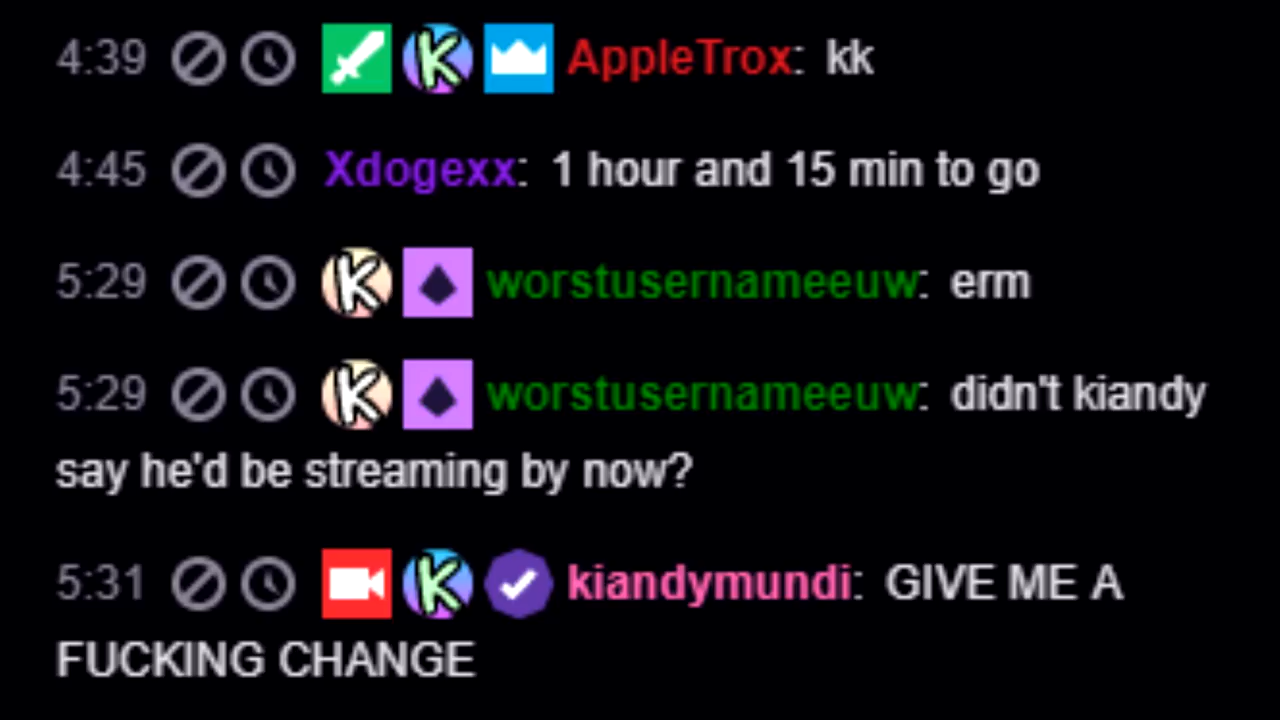 4:39 K AppleTrox: kk
4:45 Xdogexx: 1 hour and 15 min to go
5:29 K worstusernameeuw: erm
5:29 K worstusernameeuw: didn't kiandy
say he'd be streaming by now?
5:31 K kiandymundi: GIVE ME A
FUCKING CHANGE